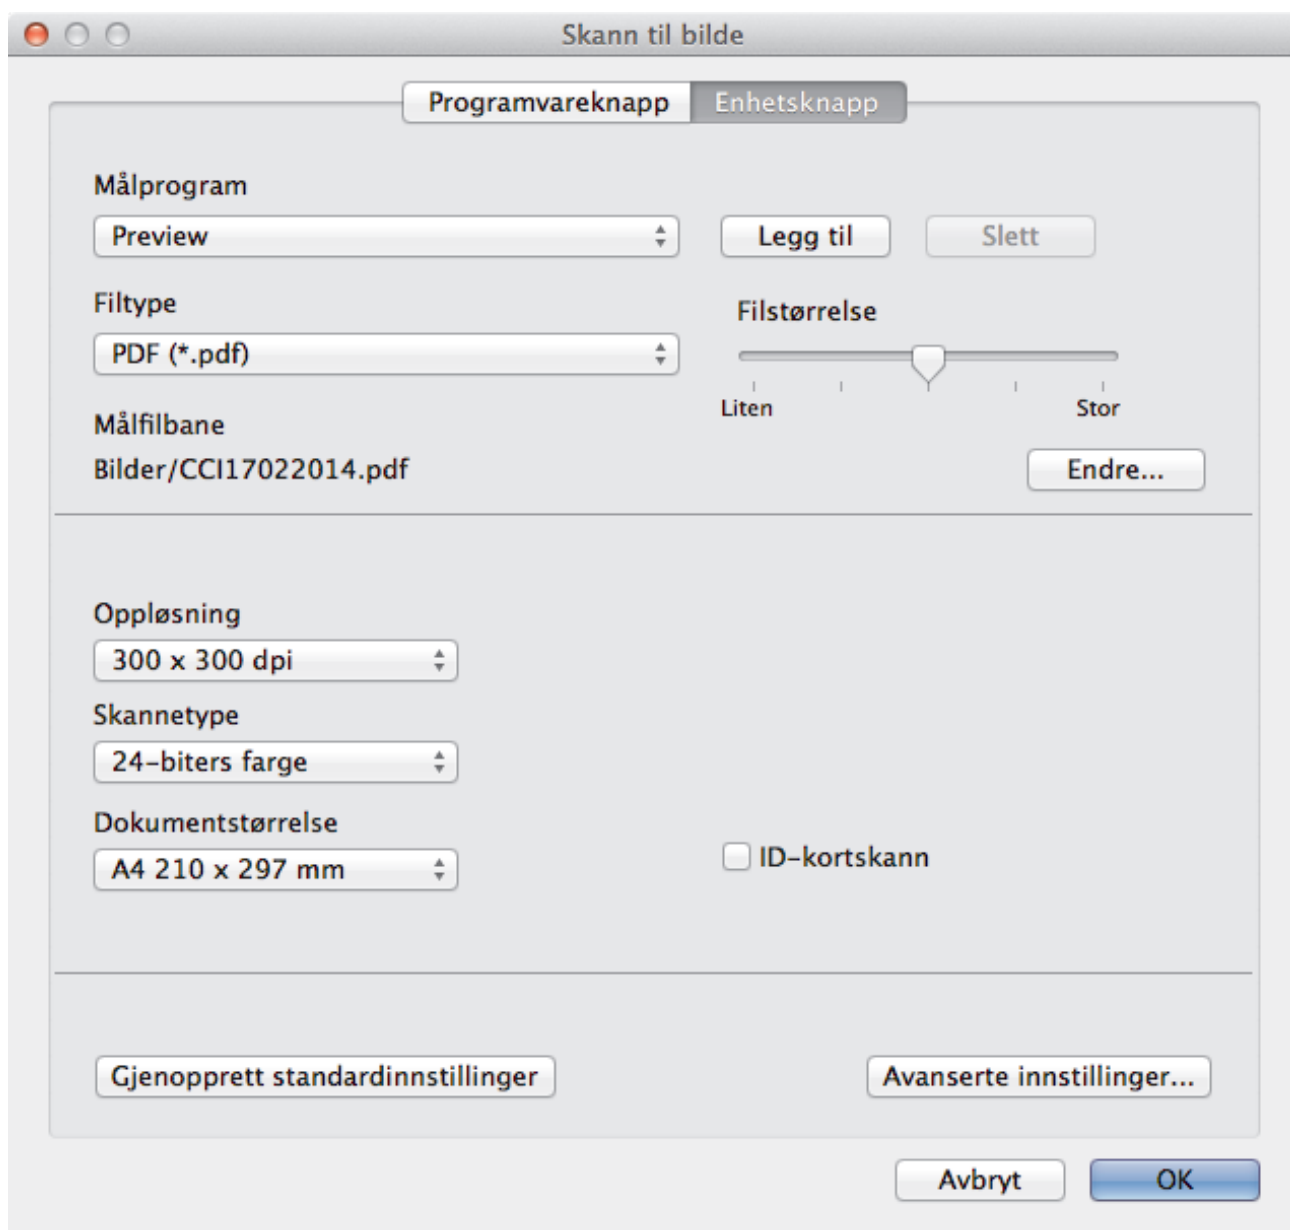 Skann til bilde
Programvareknapp Enhetsknapp
Målprogram
Preview Legg til Slett
Filtype
Filstørrelse
PDF (*.pdf)
Liten Stor
Målfilbane
Bilder/CCI17022014.pdf Endre...
Oppløsning
300 x 300 dpi
Skannetype
24-biters farge
Dokumentstørrelse
A4 210 x 297 mm ID-kortskann
Gjenopprett standardinnstillinger Avanserte innstillinger...
Avbryt OK